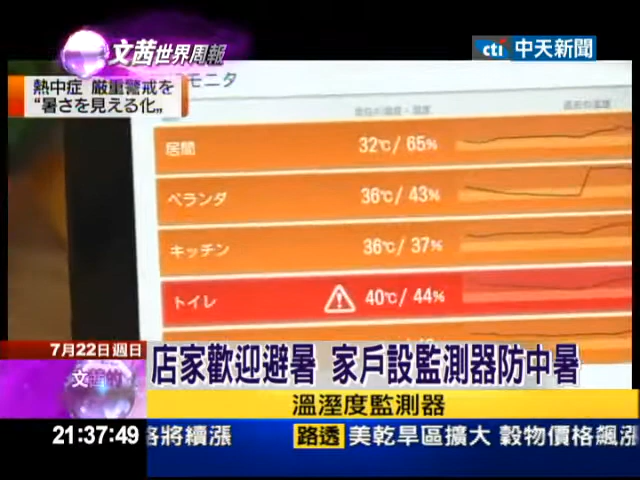 文茜世界周報
cti 中天新聞
熱中症 厳重警戒を
“暑さを見える化„
モニタ
居間 32℃/ 65%
ベランダ 36℃/ 43%
キッチン 36℃/ 37%
トイレ 40℃/ 44%
7月22日週日
文茜的
店家歡迎避暑 家戶設監測器防中暑
溫溼度監測器
21:37:49
各將續漲 路透 美乾旱區擴大 穀物價格飆漲